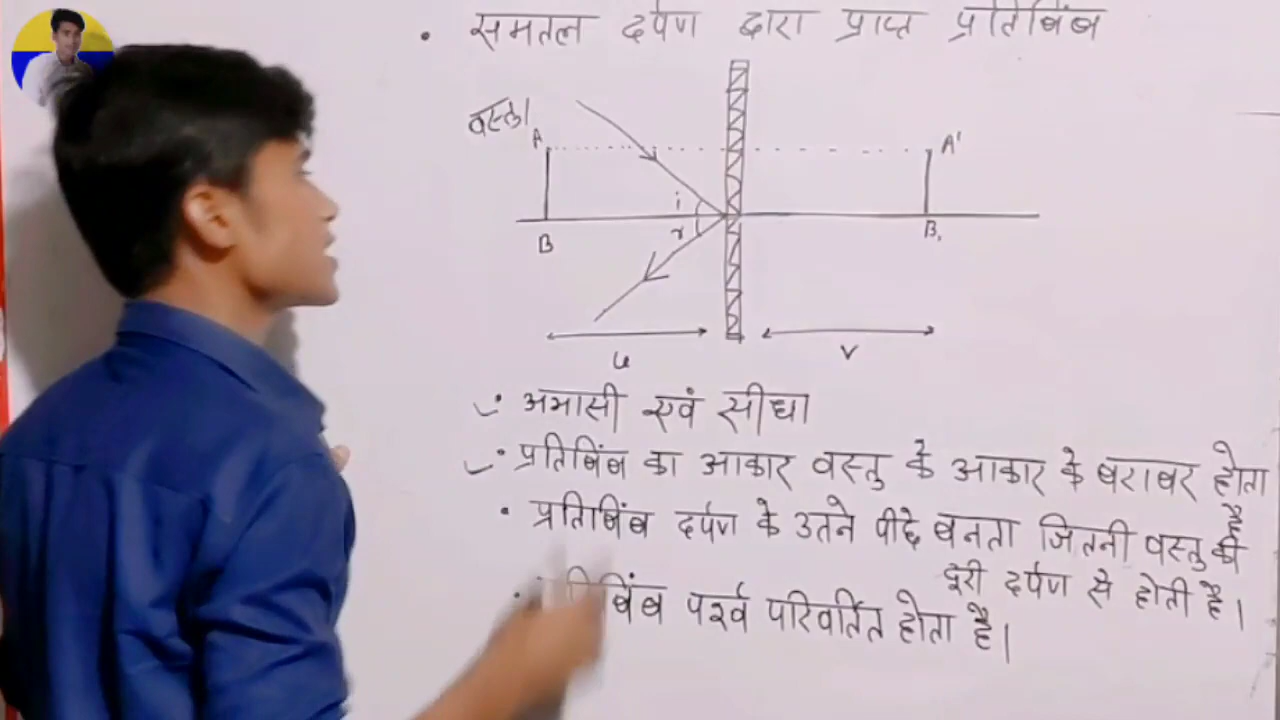 • समतल दर्पण द्वारा प्राप्त प्रतिबिंब
वस्तु
A
A'
i
r
B
B,
u
v
• अभासी एवं सीधा
• प्रतिबिंब का आकार वस्तु के आकार के बराबर होता है
• प्रतिबिंब दर्पण के उतने पीछे बनता जितनी वस्तु की
दूरी दर्पण से होती है।
परिवर्तित होता है।